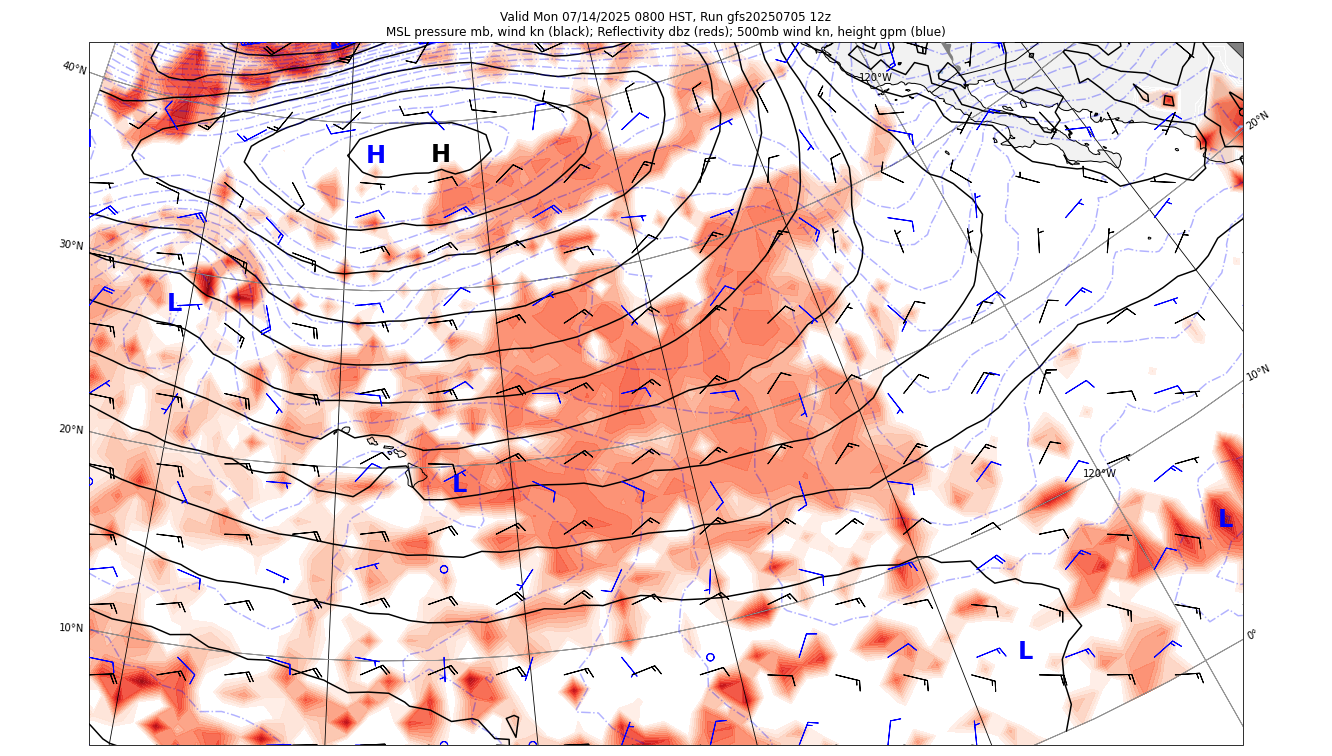 Valid Mon 07/14/2025 0800 HST, Run gfs20250705 12z
MSL pressure mb, wind kn (black); Reflectivity dbz (reds); 500mb wind kn, height gpm (blue)
40°N
120°W
20°N
H H
30°N
L
10°N
20°N
120°W
L
L
10°N
0°
L